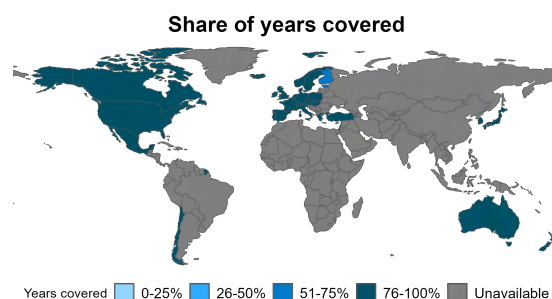 Share of years covered
Years covered 0-25% 26-50% 51-75% 76-100% Unavailable